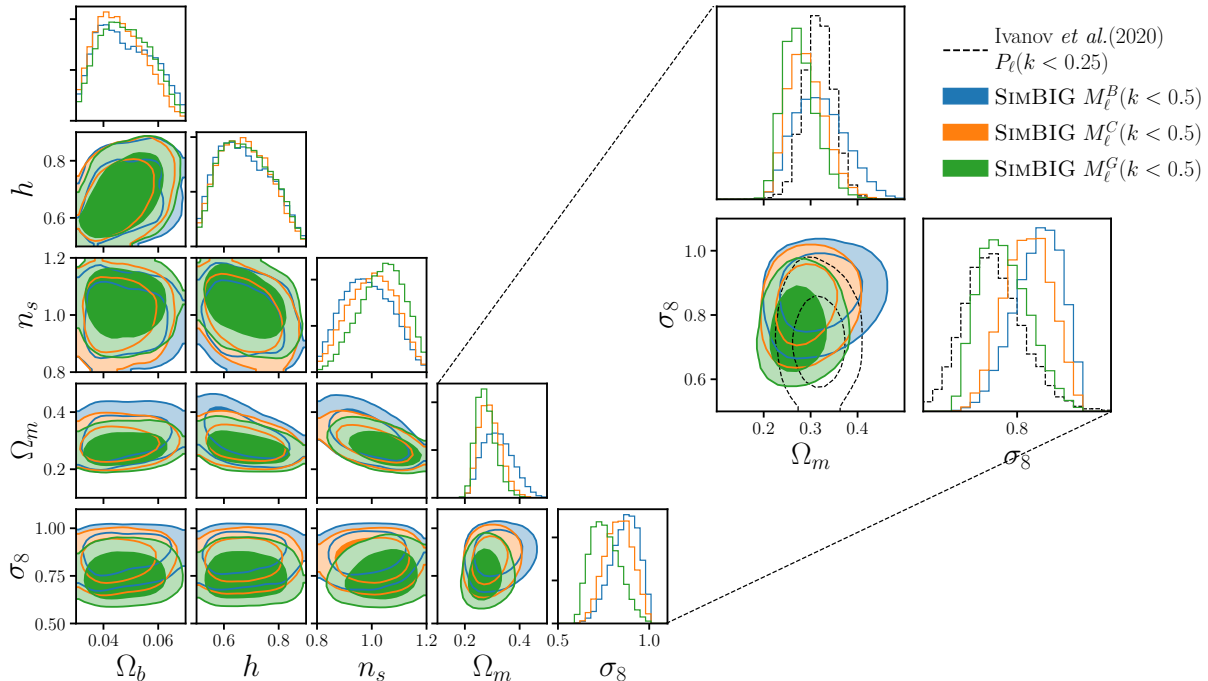 Ivanov et al.(2020)
P_ℓ(k < 0.25)
SIMBIG M_ℓ^B(k < 0.5)
SIMBIG M_ℓ^C(k < 0.5)
SIMBIG M_ℓ^G(k < 0.5)
h
0.8
0.6
n_s
1.2
1.0
0.8
Ω_m
0.4
0.2
σ_8
1.00
0.75
0.50
0.04 0.06
0.6 0.8
0.8 1.0 1.2
0.2 0.4
0.5 1.0
Ω_b h n_s Ω_m σ_8
σ_8
1.0
0.8
0.6
0.2 0.3 0.4
0.8
Ω_m σ_8